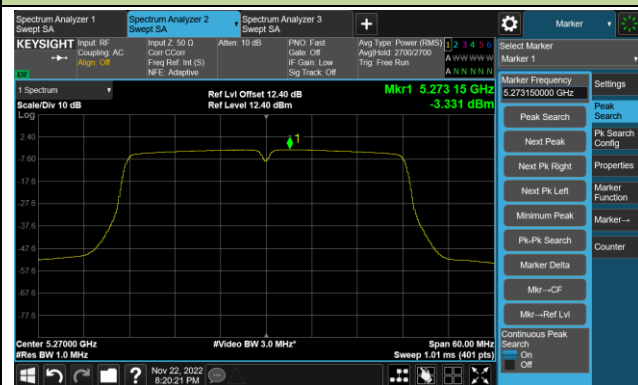 Spectrum Analyzer 1
Swept SA
Spectrum Analyzer 2
Swept SA
Spectrum Analyzer 3
Swept SA
+
Marker
KEYSIGHT
Input: RF
Coupling: AC
Align: Off
Input Z: 50 Ω
Corr CCorr
Freq Ref: Int (S)
NFE: Adaptive
Atten: 10 dB
PNO: Fast
Gate: Off
IF Gain: Low
Sig Track: Off
Avg Type: Power (RMS)
Avg|Hold: 2700/2700
Trig: Free Run
1 2 3 4 5 6
A W W W W W
A N N N N N
Select Marker
Marker 1
1 Spectrum
Scale/Div 10 dB
Log
Ref Lvl Offset 12.40 dB
Ref Level 12.40 dBm
Mkr1 5.273 15 GHz
-3.331 dBm
1
2.40
-7.60
-17.6
-27.6
-37.6
-47.6
-57.6
-67.6
-77.6
Center 5.27000 GHz
#Res BW 1.0 MHz
#Video BW 3.0 MHz*
Span 60.00 MHz
Sweep 1.01 ms (401 pts)
Marker Frequency
5.273150000 GHz
Peak Search
Next Peak
Next Pk Right
Next Pk Left
Minimum Peak
Pk-Pk Search
Marker Delta
Mkr→CF
Mkr→Ref Lvl
Continuous Peak
Search
On
Off
Settings
Peak
Search
Pk Search
Config
Properties
Marker
Function
Marker→
Counter
?
Nov 22, 2022
8:20:21 PM